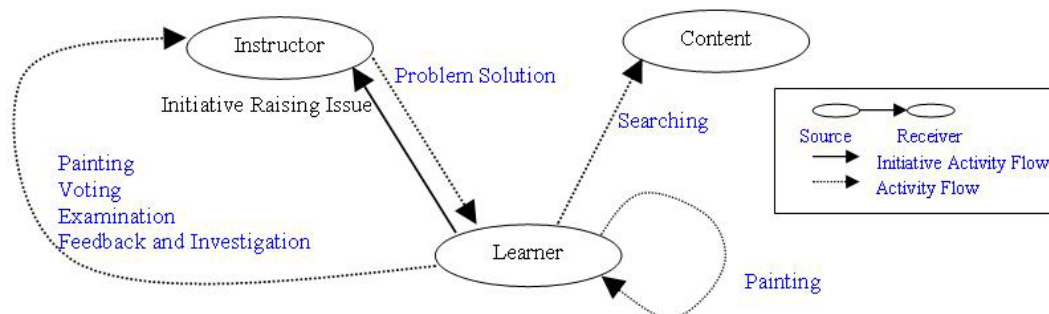 Instructor
Content
Problem Solution
Initiative Raising Issue
Searching
Source
Receiver
Initiative Activity Flow
Activity Flow
Painting
Voting
Examination
Feedback and Investigation
Learner
Painting